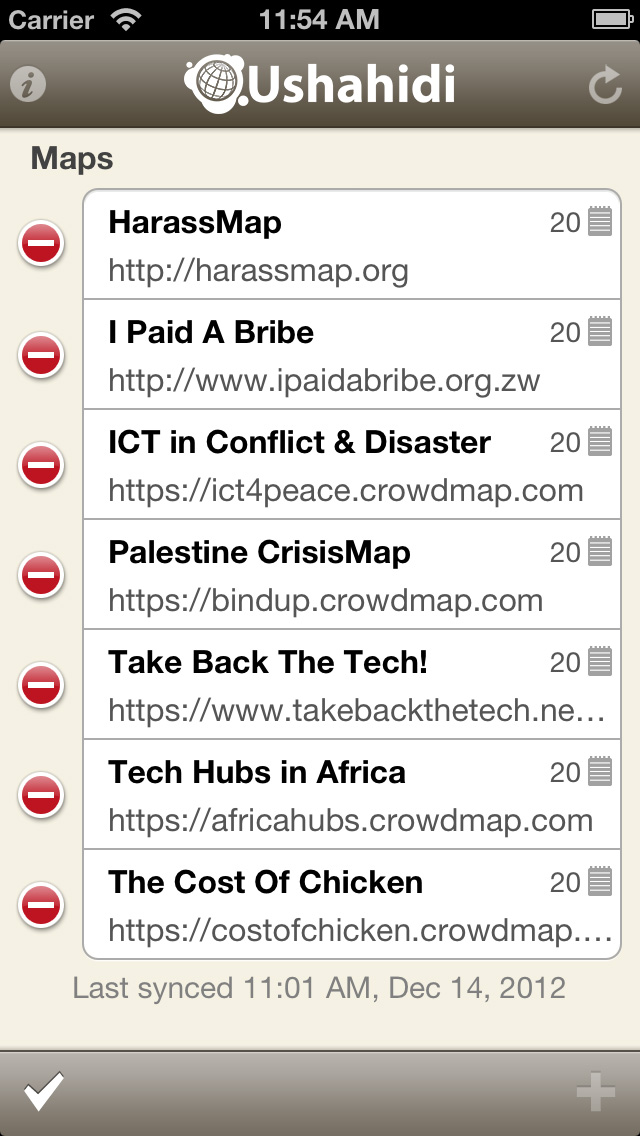 Carrier 11:54 AM
Ushahidi
Maps
HarassMap 20
http://harassmap.org
I Paid A Bribe 20
http://www.ipaidabribe.org.zw
ICT in Conflict & Disaster 20
https://ict4peace.crowdmap.com
Palestine CrisisMap 20
https://bindup.crowdmap.com
Take Back The Tech! 20
https://www.takebackthetech.ne...
Tech Hubs in Africa 20
https://africahubs.crowdmap.com
The Cost Of Chicken 20
https://costofchicken.crowdmap....
Last synced 11:01 AM, Dec 14, 2012